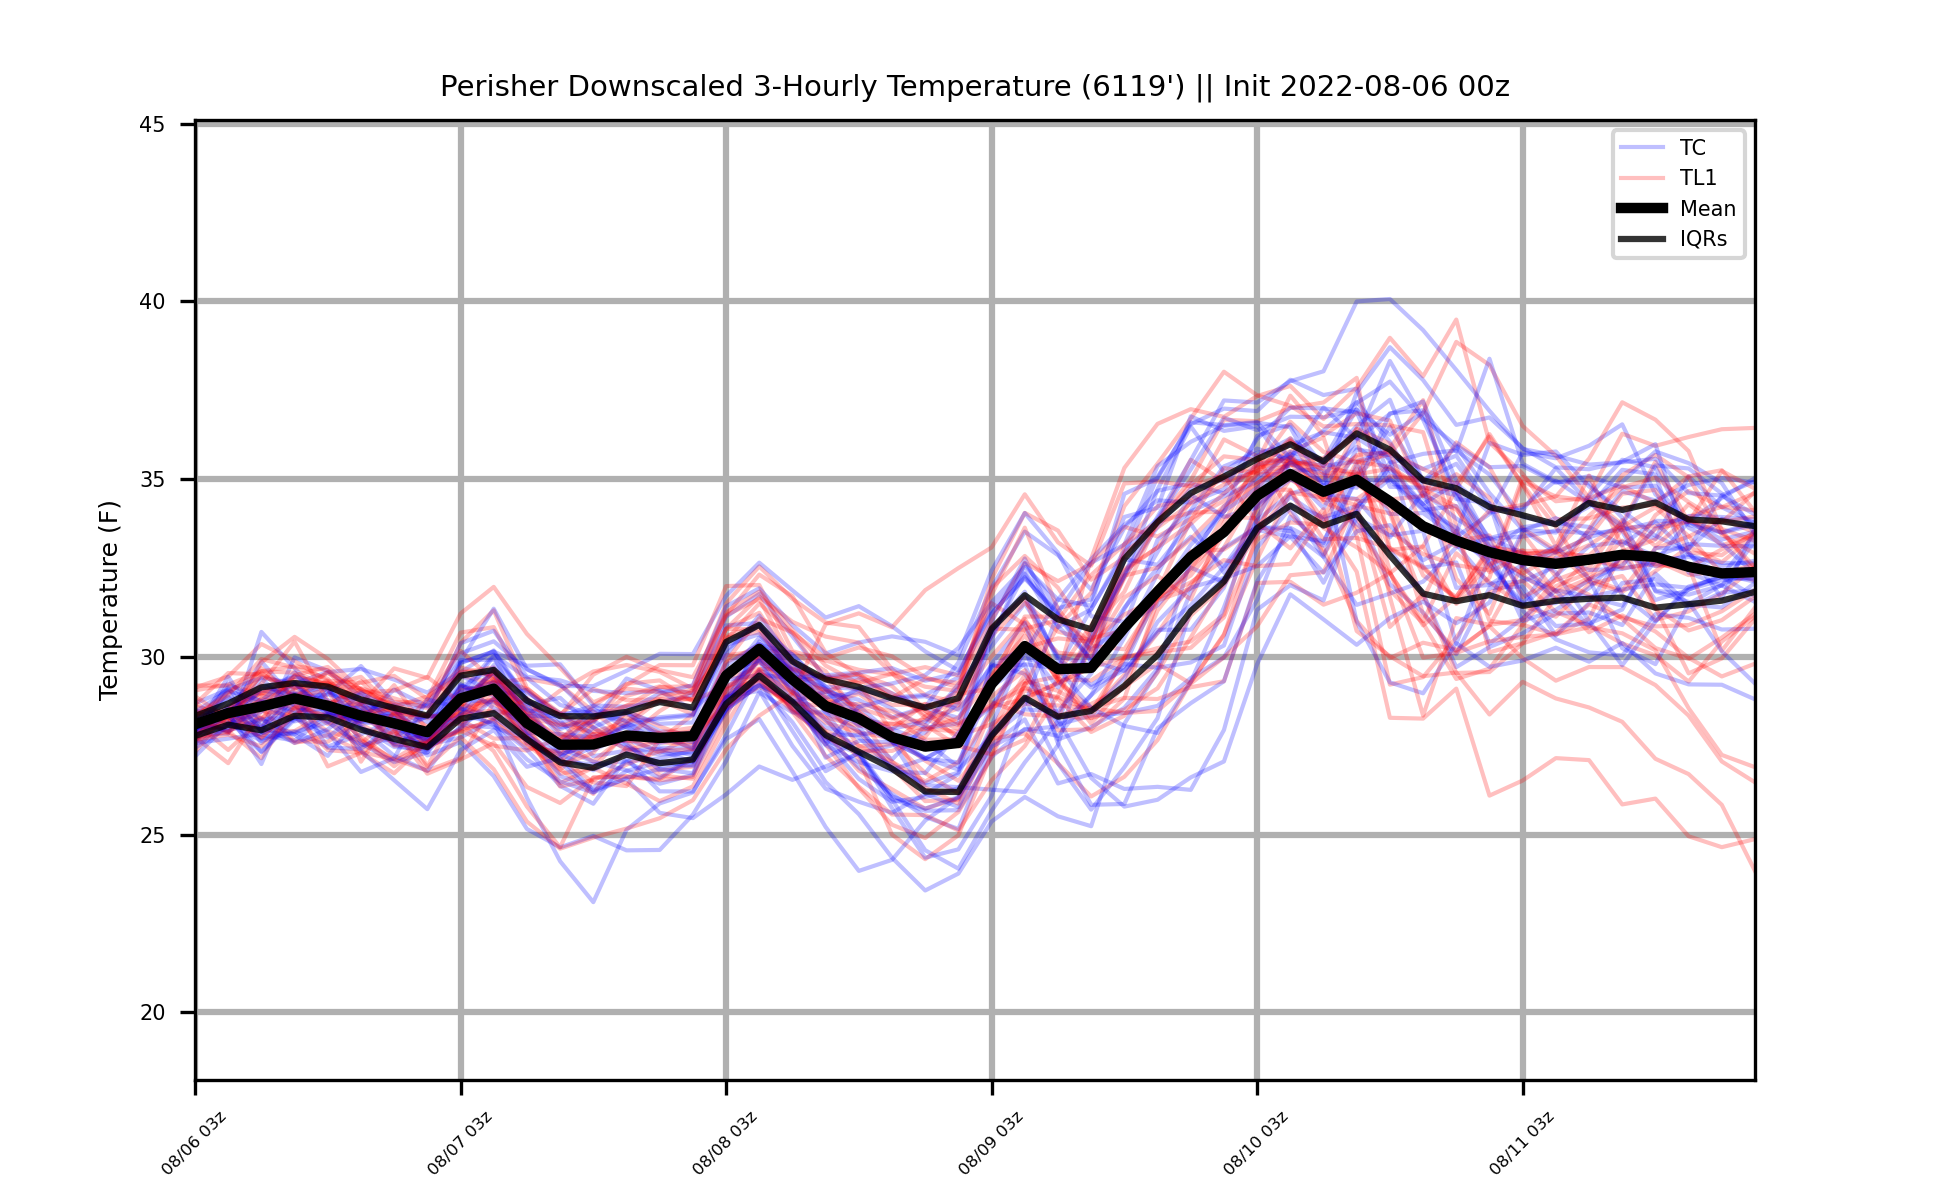 Perisher Downscaled 3-Hourly Temperature (6119') || Init 2022-08-06 00z
45
40
35
30
25
20
Temperature (F)
TC
TL1
Mean
IQRs
08/06 03z
08/07 03z
08/08 03z
08/09 03z
08/10 03z
08/11 03z